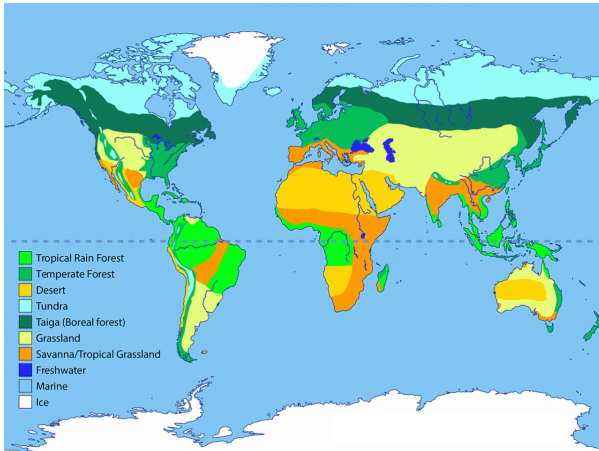 Tropical Rain Forest
Temperate Forest
Desert
Tundra
Taiga (Boreal forest)
Grassland
Savanna/Tropical Grassland
Freshwater
Marine
Ice